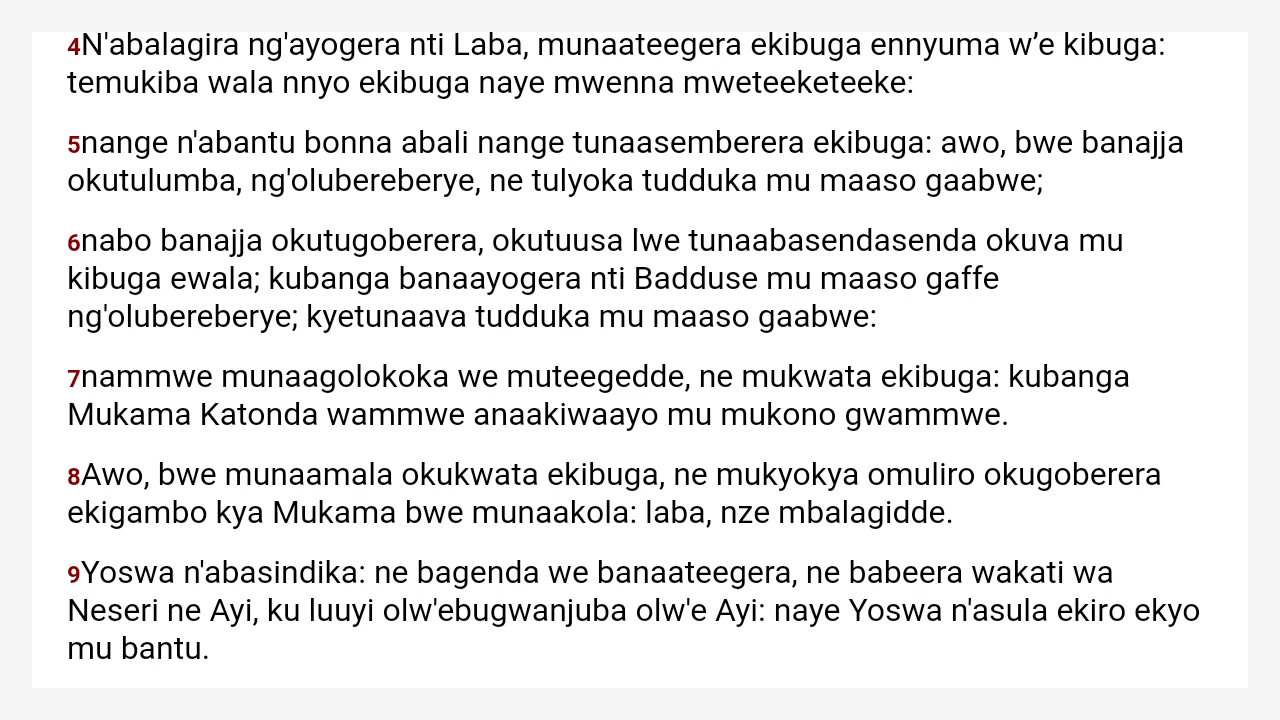 4N'abalagira ng'ayogera nti Laba, munaateegera ekibuga ennyuma w’e kibuga:
temukiba wala nnyo ekibuga naye mwenna mweteeketeeke:
5nange n'abantu bonna abali nange tunaasemberera ekibuga: awo, bwe banajja
okutulumba, ng'olubereberye, ne tulyoka tudduka mu maaso gaabwe;
6nabo banajja okutugoberera, okutuusa lwe tunaabasendasenda okuva mu
kibuga ewala; kubanga banaayogera nti Badduse mu maaso gaffe
ng'olubereberye; kyetunaava tudduka mu maaso gaabwe:
7nammwe munaagolokoka we muteegedde, ne mukwata ekibuga: kubanga
Mukama Katonda wammwe anaakiwaayo mu mukono gwammwe.
8Awo, bwe munaamala okukwata ekibuga, ne mukyokya omuliro okugoberera
ekigambo kya Mukama bwe munaakola: laba, nze mbalagidde.
9Yoswa n'abasindika: ne bagenda we banaateegera, ne babeera wakati wa
Neseri ne Ayi, ku luuyi olw'ebugwanjuba olw'e Ayi: naye Yoswa n'asula ekiro ekyo
mu bantu.